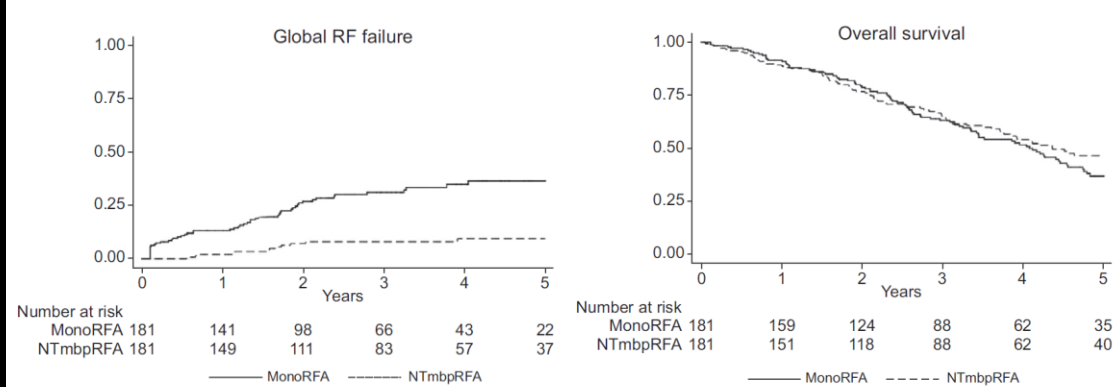 Global RF failure
1.00
0.75
0.50
0.25
0.00
0 1 2 3 4 5
Years
Number at risk
MonoRFA 181 141 98 66 43 22
NTmbpRFA 181 149 111 83 57 37
MonoRFA NTmbpRFA
Overall survival
1.00
0.75
0.50
0.25
0.00
0 1 2 3 4 5
Years
Number at risk
MonoRFA 181 159 124 88 62 35
NTmbpRFA 181 151 118 88 62 40
MonoRFA NTmbpRFA